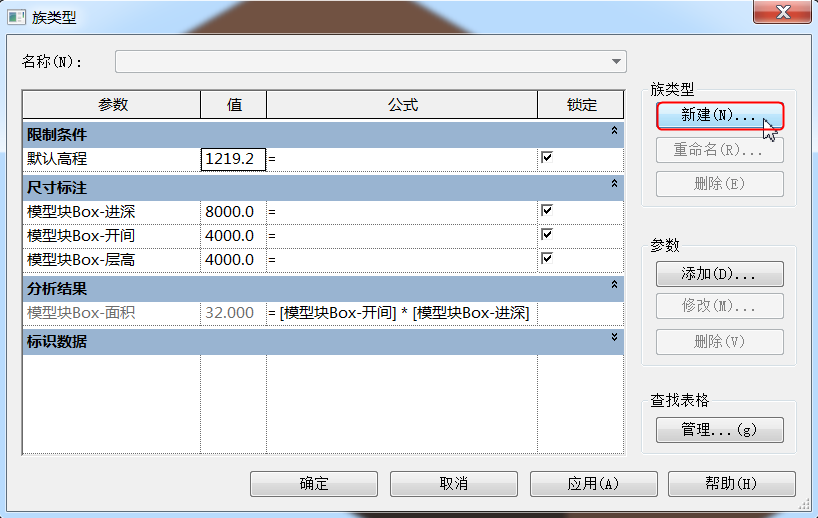 族类型
名称(N):
参数 值 公式 锁定
限制条件
默认高程 1219.2 =
尺寸标注
模型块Box-进深 8000.0 =
模型块Box-开间 4000.0 =
模型块Box-层高 4000.0 =
分析结果
模型块Box-面积 32.000 = [模型块Box-开间] * [模型块Box-进深]
标识数据
族类型
新建(N)...
重命名(R)...
删除(E)
参数
添加(D)...
修改(M)...
删除(V)
查找表格
管理...(g)
确定 取消 应用(A) 帮助(H)